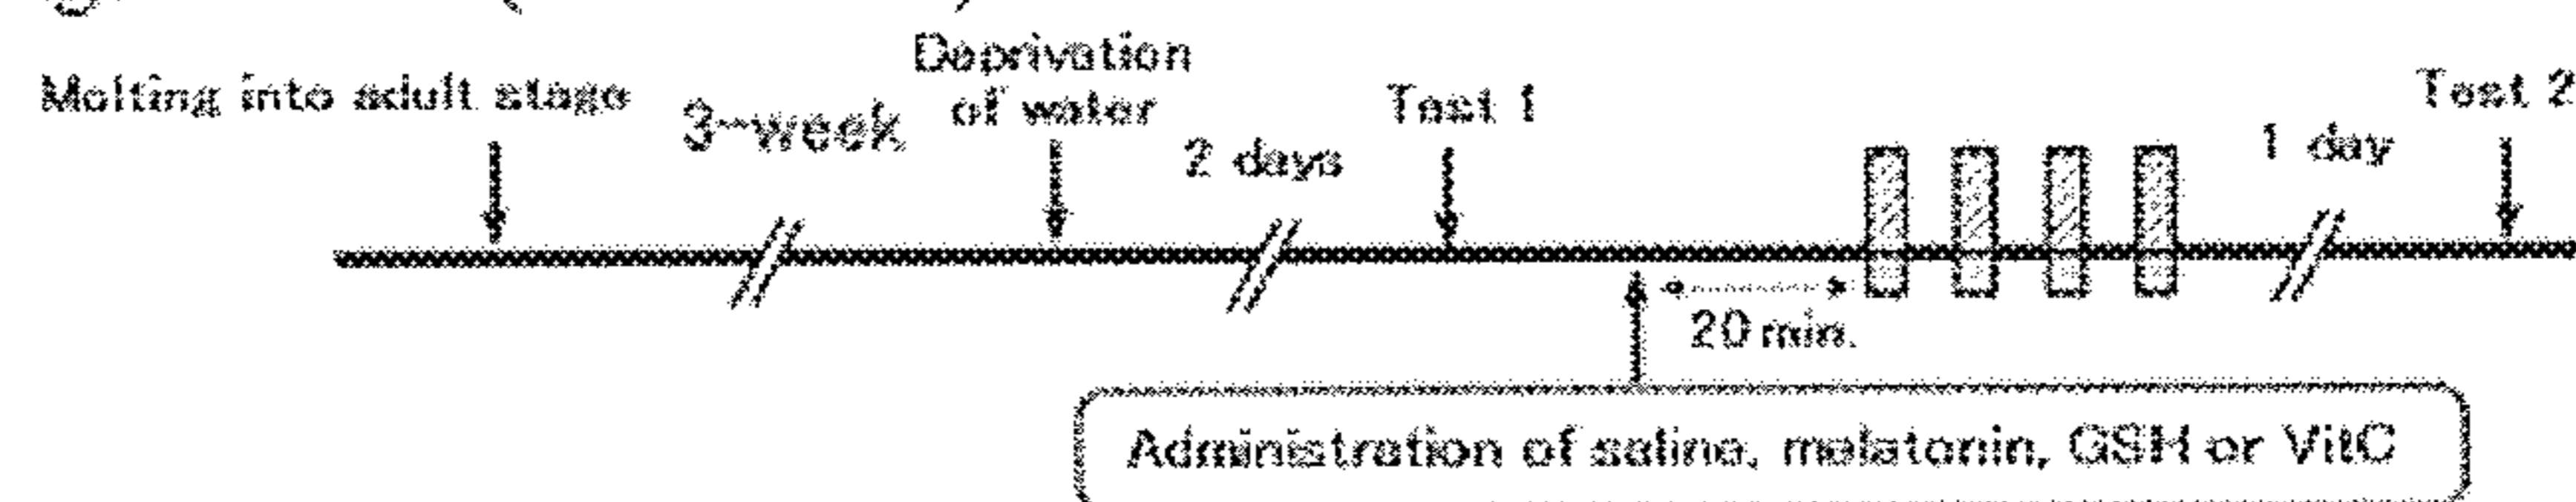 Molting into adult stage
3-week
Deprivation
of water
2 days
Test 1
1 day
Test 2
20 min.
Administration of saline, melatonin, GSH or VitC